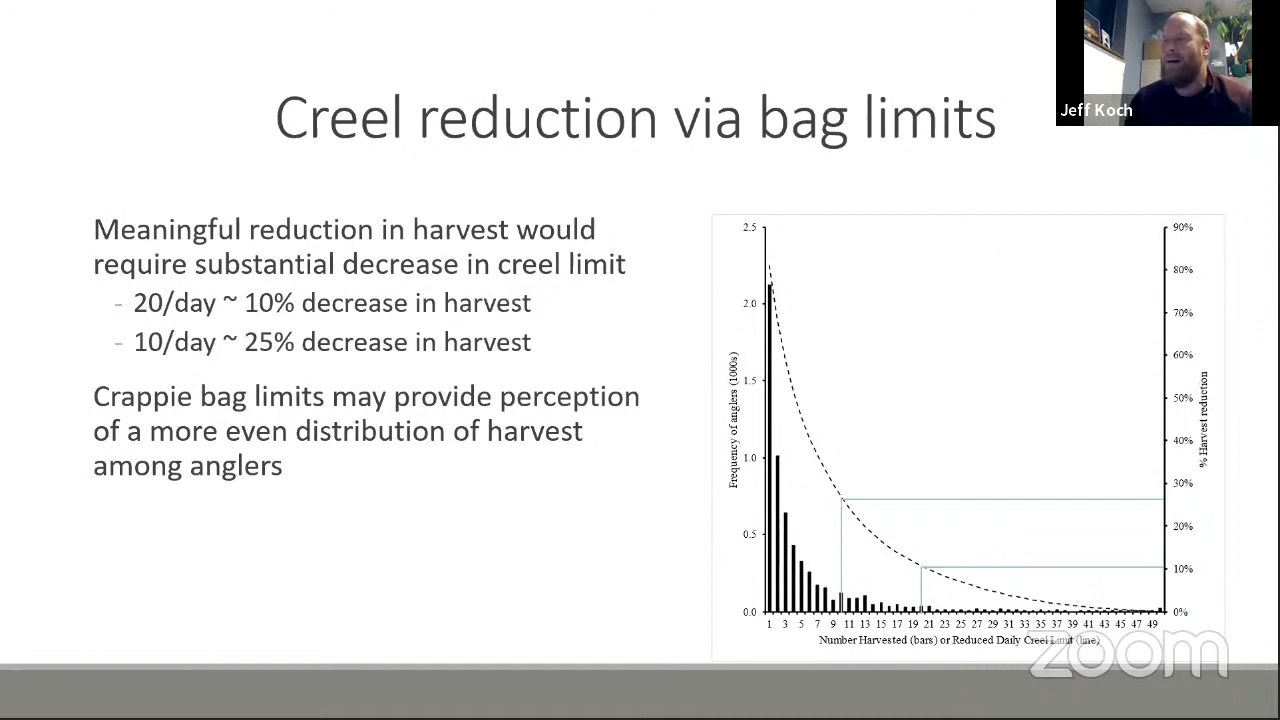 Jeff Koch
Creel reduction via bag limits
Meaningful reduction in harvest would
require substantial decrease in creel limit
- 20/day ~ 10% decrease in harvest
- 10/day ~ 25% decrease in harvest
Crappie bag limits may provide perception
of a more even distribution of harvest
among anglers
Frequency of anglers (1000s)
2.5
2.0
1.5
1.0
0.5
0.0
90%
80%
70%
60%
50%
40%
30%
20%
10%
0%
% Harvest reduction
1 3 5 7 9 11 13 15 17 19 21 23 25 27 29 31 33 35 37 39 41 43 45 47 49
Number Harvested (bars) or Reduced Daily Creel Limit (line)
zoom